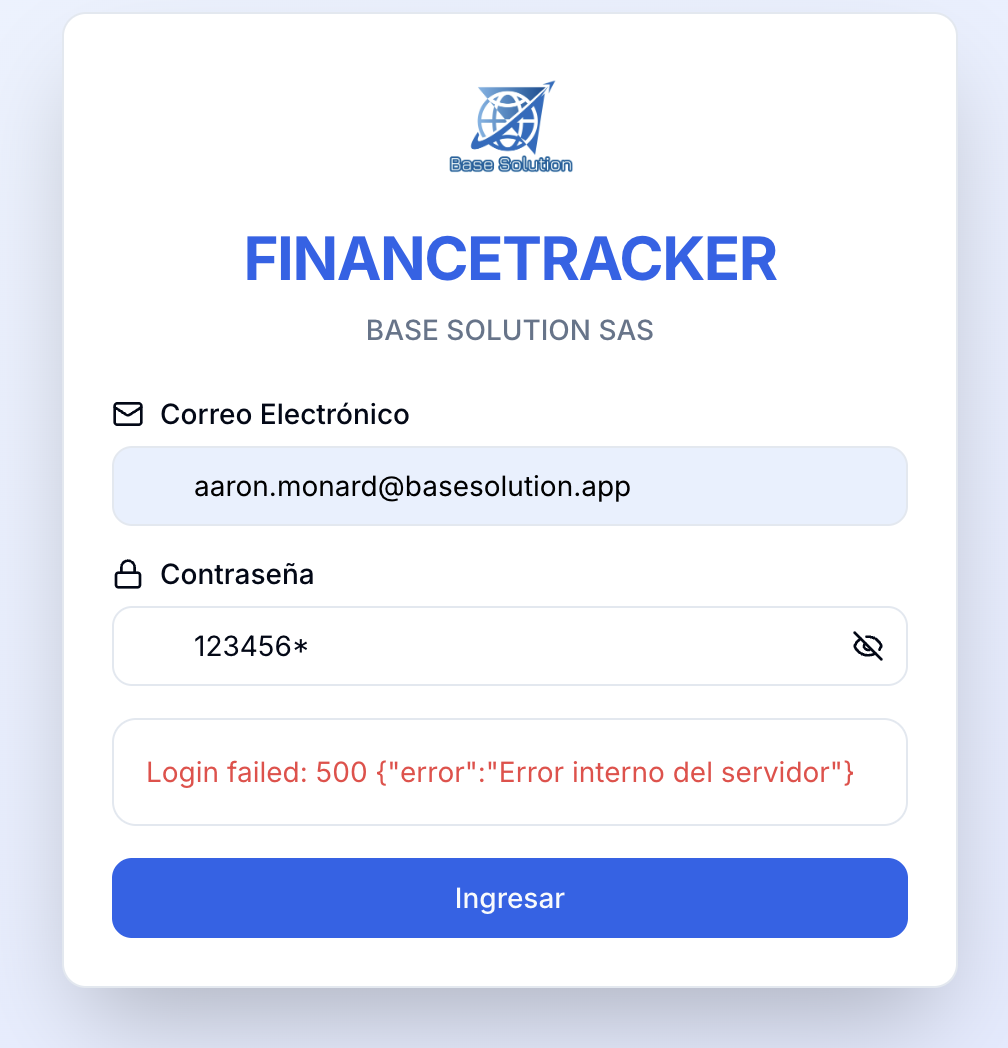 Base Solution
FINANCETRACKER
BASE SOLUTION SAS
Correo Electrónico
aaron.monard@basesolution.app
Contraseña
123456*
Login failed: 500 {"error":"Error interno del servidor"}
Ingresar